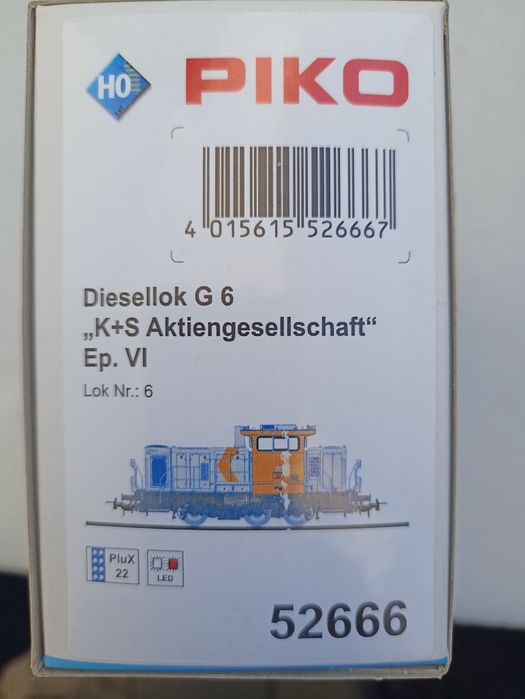 H0
PIKO
4 015615 526667
Diesellok G 6
„K+S Aktiengesellschaft“
Ep. VI
Lok Nr.: 6
PluX
22
LED
52666